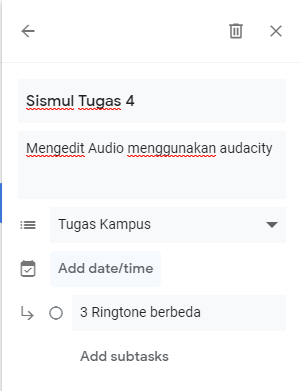 Sismul Tugas 4
Mengedit Audio menggunakan audacity
Tugas Kampus
Add date/time
3 Ringtone berbeda
Add subtasks